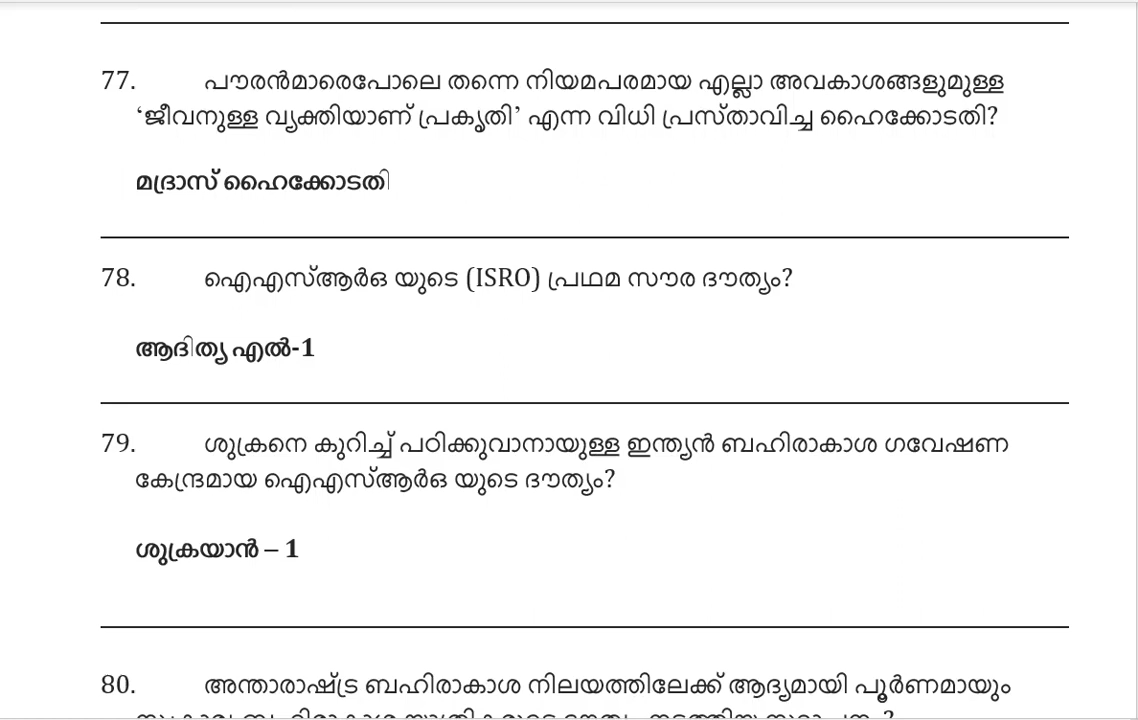 77. പൗരൻമാരെപോലെ തന്നെ നിയമപരമായ എല്ലാ അവകാശങ്ങളുമുള്ള
‘ജീവനുള്ള വ്യക്തിയാണ് പ്രകൃതി’ എന്ന വിധി പ്രസ്താവിച്ച ഹൈക്കോടതി?
മദ്രാസ് ഹൈക്കോടതി
78. ഐഎസ്ആർഒ യുടെ (ISRO) പ്രഥമ സൗര ദൗത്യം?
ആദിത്യ എൽ-1
79. ശുക്രനെ കുറിച്ച് പഠിക്കുവാനായുള്ള ഇന്ത്യൻ ബഹിരാകാശ ഗവേഷണ
കേന്ദ്രമായ ഐഎസ്ആർഒ യുടെ ദൗത്യം?
ശുക്രയാൻ – 1
80. അന്താരാഷ്ട്ര ബഹിരാകാശ നിലയത്തിലേക്ക് ആദ്യമായി പൂർണമായും